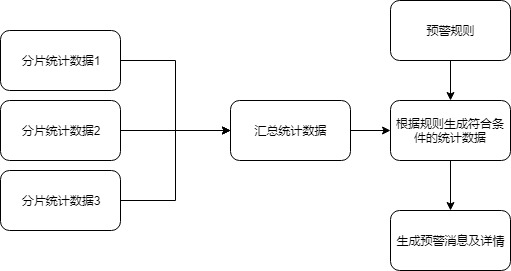 预警规则
分片统计数据1
分片统计数据2
分片统计数据3
汇总统计数据
根据规则生成符合条
件的统计数据
生成预警消息及详情